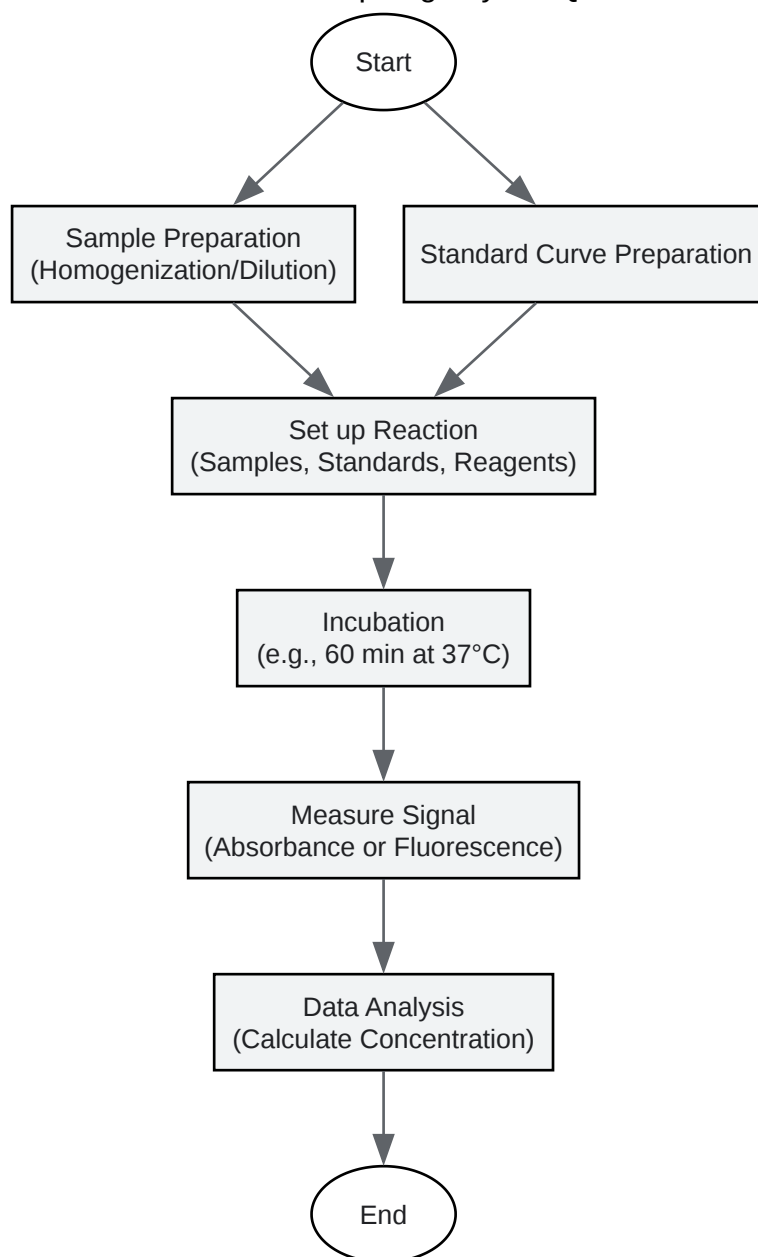 Start
Sample Preparation
(Homogenization/Dilution)
Standard Curve Preparation
Set up Reaction
(Samples, Standards, Reagents)
Incubation
(e.g., 60 min at 37°C)
Measure Signal
(Absorbance or Fluorescence)
Data Analysis
(Calculate Concentration)
End